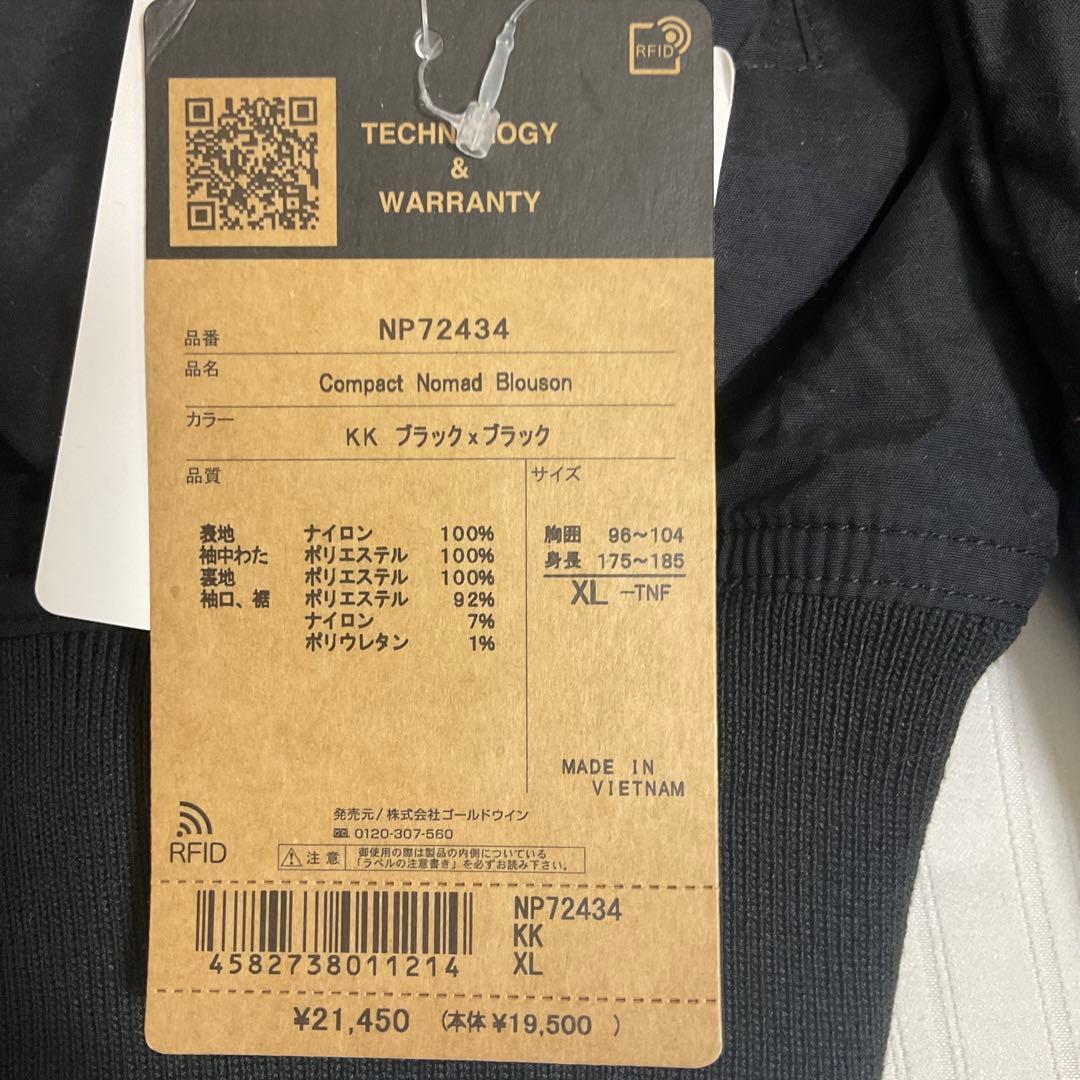 RFID
TECHNOLOGY
&
WARRANTY
品番 NP72434
品名 Compact Nomad Blouson
カラー KK ブラックxブラック
品質
表地 ナイロン 100%
袖中わた ポリエステル 100%
裏地 ポリエステル 100%
袖口、裾 ポリエステル 92%
ナイロン 7%
ポリウレタン 1%
サイズ
胸囲 96~104
身長 175~185
XL -TNF
MADE IN
VIETNAM
発売元/株式会社ゴールドウイン
0120-307-560
RFID
注意
御使用の際は製品の内側についている
「ラベルの注意書き」を必ずお読み下さい。
4582738011214
NP72434
KK
XL
¥21,450 (本体¥19,500 )